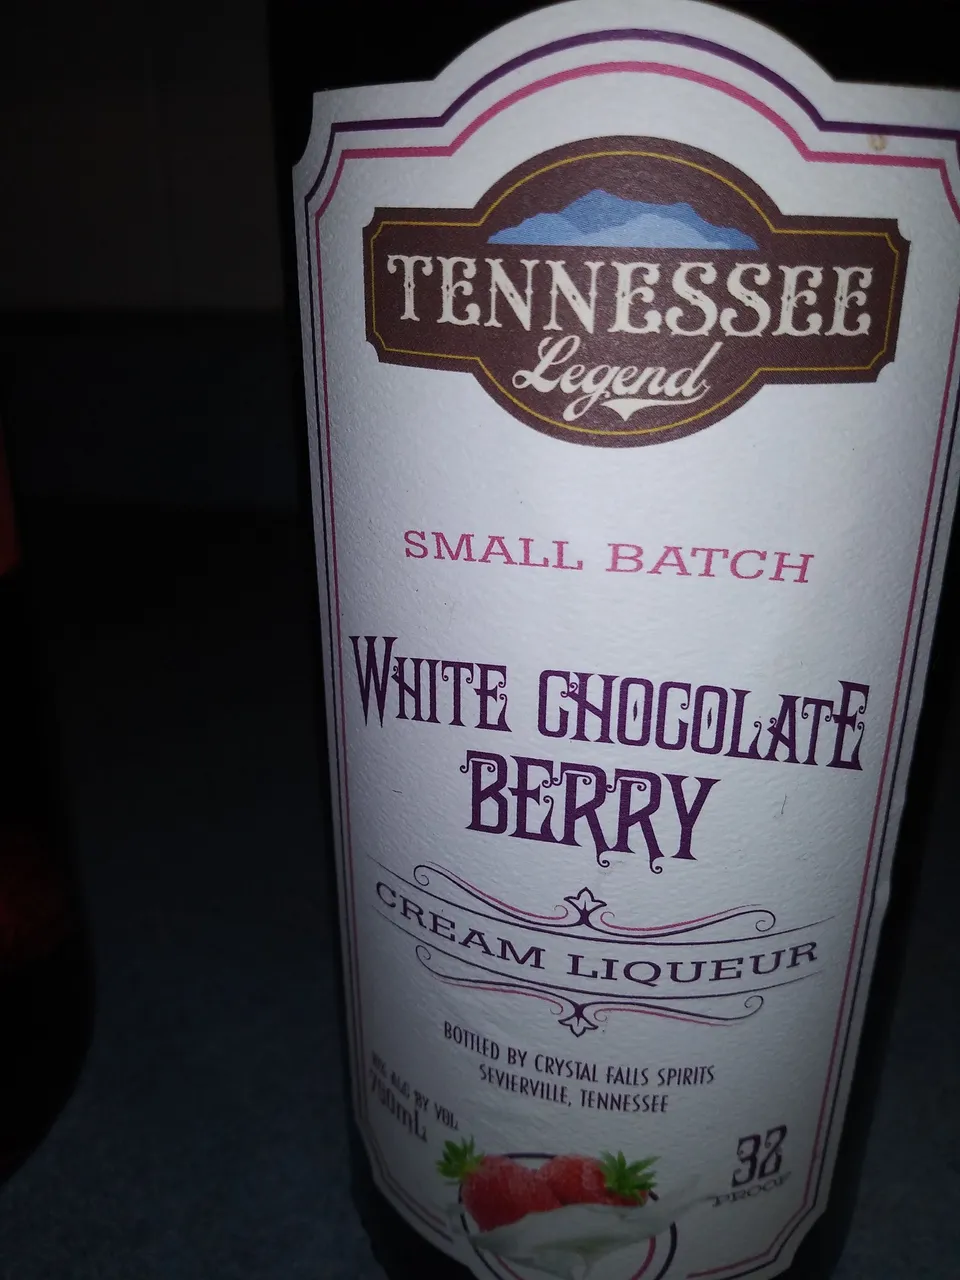 TENNESSEE
Legend
SMALL BATCH
WHITE CHOCOLATE
BERRY
CREAM LIQUEUR
BOTTLED BY CRYSTAL FALLS SPIRITS
SEVIERVILLE, TENNESSEE
ALC BY VOL
750mL
32
PROOF